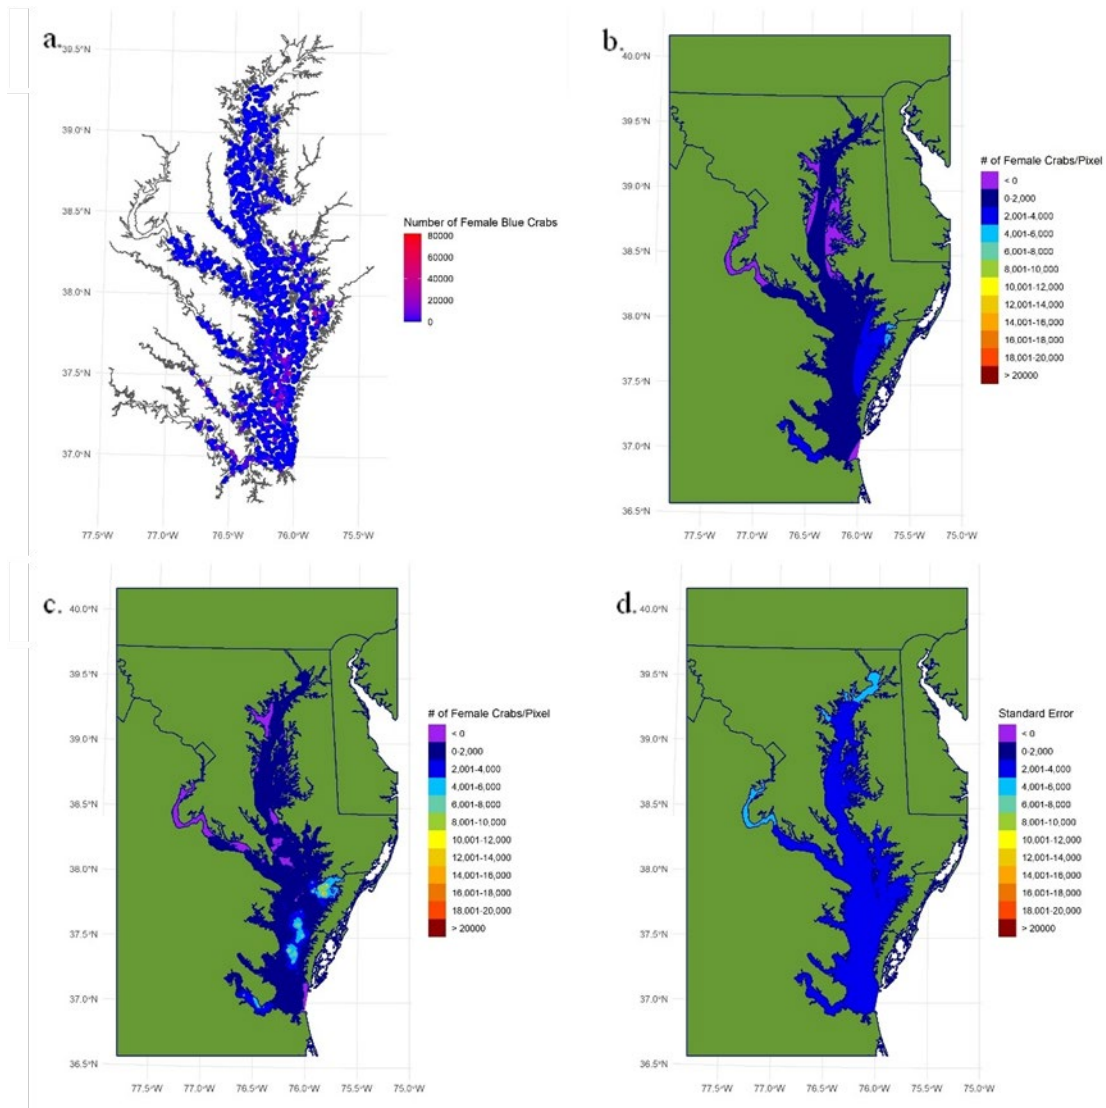 a.
39.5°N
39.0°N
38.5°N
38.0°N
37.5°N
37.0°N
77.5°W 77.0°W 76.5°W 76.0°W 75.5°W
Number of Female Blue Crabs
80000
60000
40000
20000
0
b.
40.0°N
39.5°N
39.0°N
38.5°N
38.0°N
37.5°N
37.0°N
36.5°N
77.5°W 77.0°W 76.5°W 76.0°W 75.5°W 75.0°W
# of Female Crabs/Pixel
< 0
0-2,000
2,001-4,000
4,001-6,000
6,001-8,000
8,001-10,000
10,001-12,000
12,001-14,000
14,001-16,000
16,001-18,000
18,001-20,000
> 20000
c.
40.0°N
39.5°N
39.0°N
38.5°N
38.0°N
37.5°N
37.0°N
36.5°N
77.5°W 77.0°W 76.5°W 76.0°W 75.5°W 75.0°W
# of Female Crabs/Pixel
< 0
0-2,000
2,001-4,000
4,001-6,000
6,001-8,000
8,001-10,000
10,001-12,000
12,001-14,000
14,001-16,000
16,001-18,000
18,001-20,000
> 20000
d.
40.0°N
39.5°N
39.0°N
38.5°N
38.0°N
37.5°N
37.0°N
36.5°N
77.5°W 77.0°W 76.5°W 76.0°W 75.5°W 75.0°W
Standard Error
< 0
0-2,000
2,001-4,000
4,001-6,000
6,001-8,000
8,001-10,000
10,001-12,000
12,001-14,000
14,001-16,000
16,001-18,000
18,001-20,000
> 20000